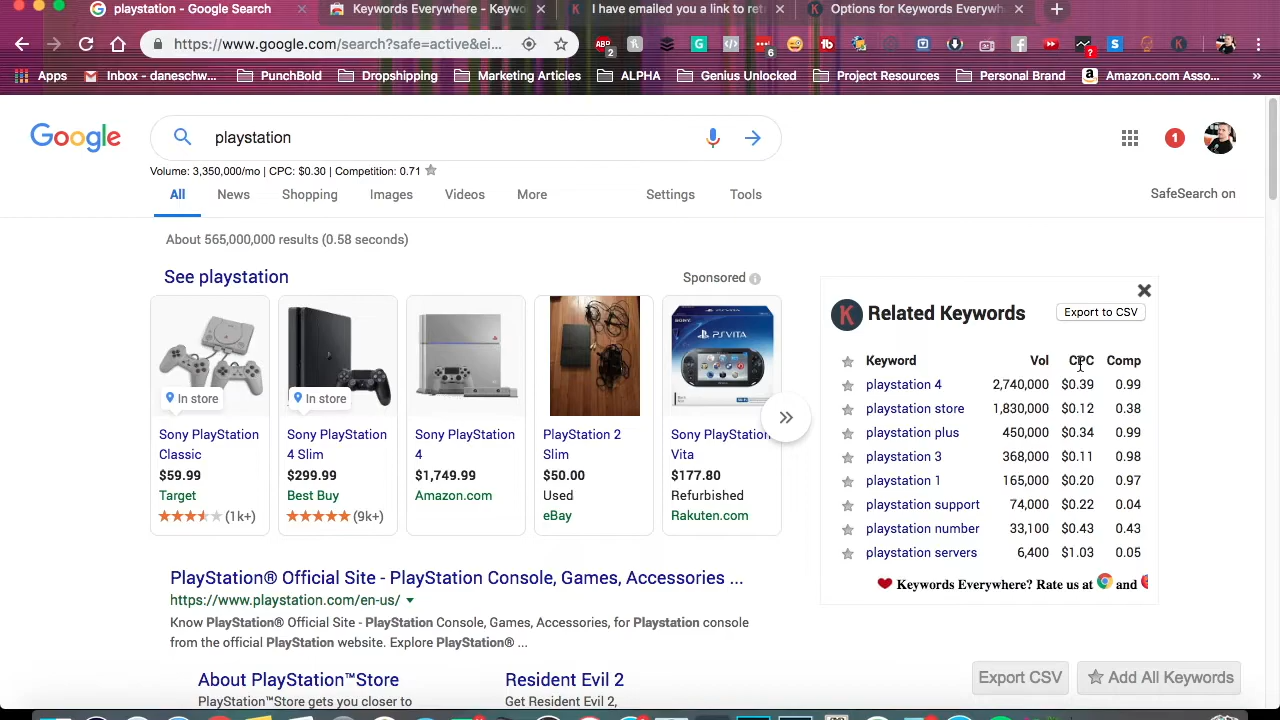 playstation - Google Search
Keywords Everywhere - Keywo
I have emailed you a link to ret
Options for Keywords Everywh
https://www.google.com/search?safe=active&ei...
ABP
2
6
?
Apps
Inbox - daneschw...
PunchBold
Dropshipping
Marketing Articles
ALPHA
Genius Unlocked
Project Resources
Personal Brand
Amazon.com Asso...
Google
playstation
1
Volume: 3,350,000/mo | CPC: $0.30 | Competition: 0.71
All News Shopping Images Videos More Settings Tools
SafeSearch on
About 565,000,000 results (0.58 seconds)
See playstation
Sponsored
In store
Sony PlayStation
Classic
$59.99
Target
(1k+)
In store
Sony PlayStation
4 Slim
$299.99
Best Buy
(9k+)
Sony PlayStation
4
$1,749.99
Amazon.com
PlayStation 2
Slim
$50.00
Used
eBay
PSVITA
Sony PlayStation
Vita
$177.80
Refurbished
Rakuten.com
K Related Keywords
Export to CSV
Keyword Vol CPC Comp
playstation 4 2,740,000 $0.39 0.99
playstation store 1,830,000 $0.12 0.38
playstation plus 450,000 $0.34 0.99
playstation 3 368,000 $0.11 0.98
playstation 1 165,000 $0.20 0.97
playstation support 74,000 $0.22 0.04
playstation number 33,100 $0.43 0.43
playstation servers 6,400 $1.03 0.05
Keywords Everywhere? Rate us at and
PlayStation® Official Site - PlayStation Console, Games, Accessories ...
https://www.playstation.com/en-us/
Know PlayStation® Official Site - PlayStation Console, Games, Accessories, for Playstation console
from the official PlayStation website. Explore PlayStation® ...
About PlayStation™Store
PlayStation™Store gets you closer to
Resident Evil 2
Get Resident Evil 2,
Export CSV
Add All Keywords